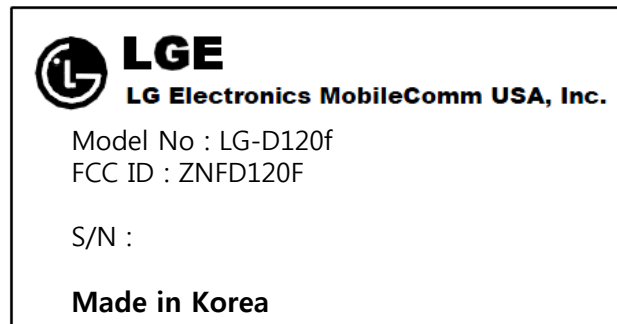 LGE
LG Electronics MobileComm USA, Inc.
Model No : LG-D120f
FCC ID : ZNFD120F
S/N :
Made in Korea